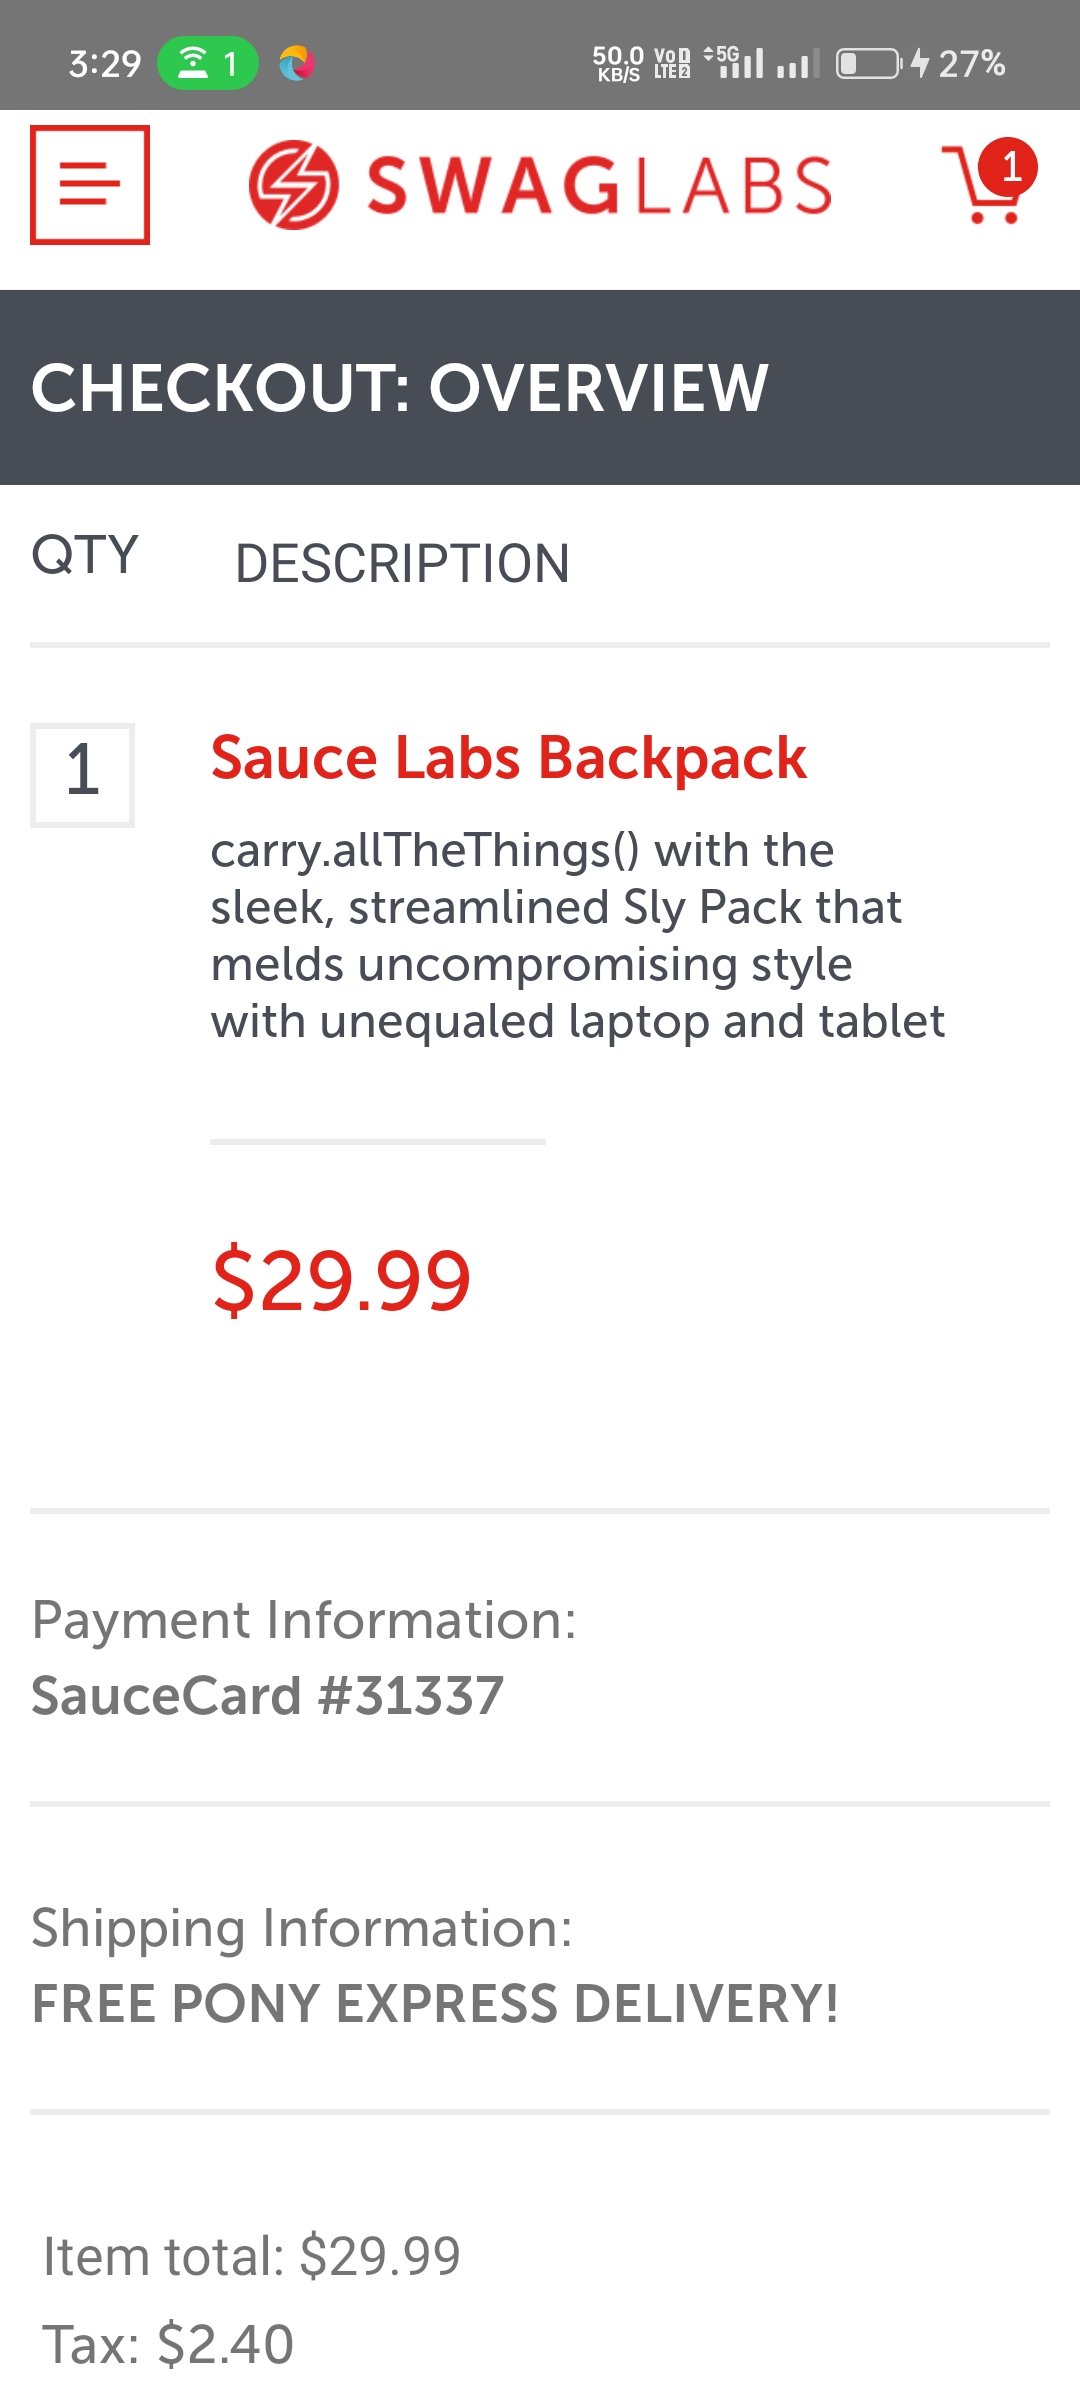 3:29 1 50.0 KB/S VoLTE 1 2 5G 27%
SWAGLABS 1
CHECKOUT: OVERVIEW
QTY DESCRIPTION
1 Sauce Labs Backpack
carry.allTheThings() with the
sleek, streamlined Sly Pack that
melds uncompromising style
with unequaled laptop and tablet
$29.99
Payment Information:
SauceCard #31337
Shipping Information:
FREE PONY EXPRESS DELIVERY!
Item total: $29.99
Tax: $2.40